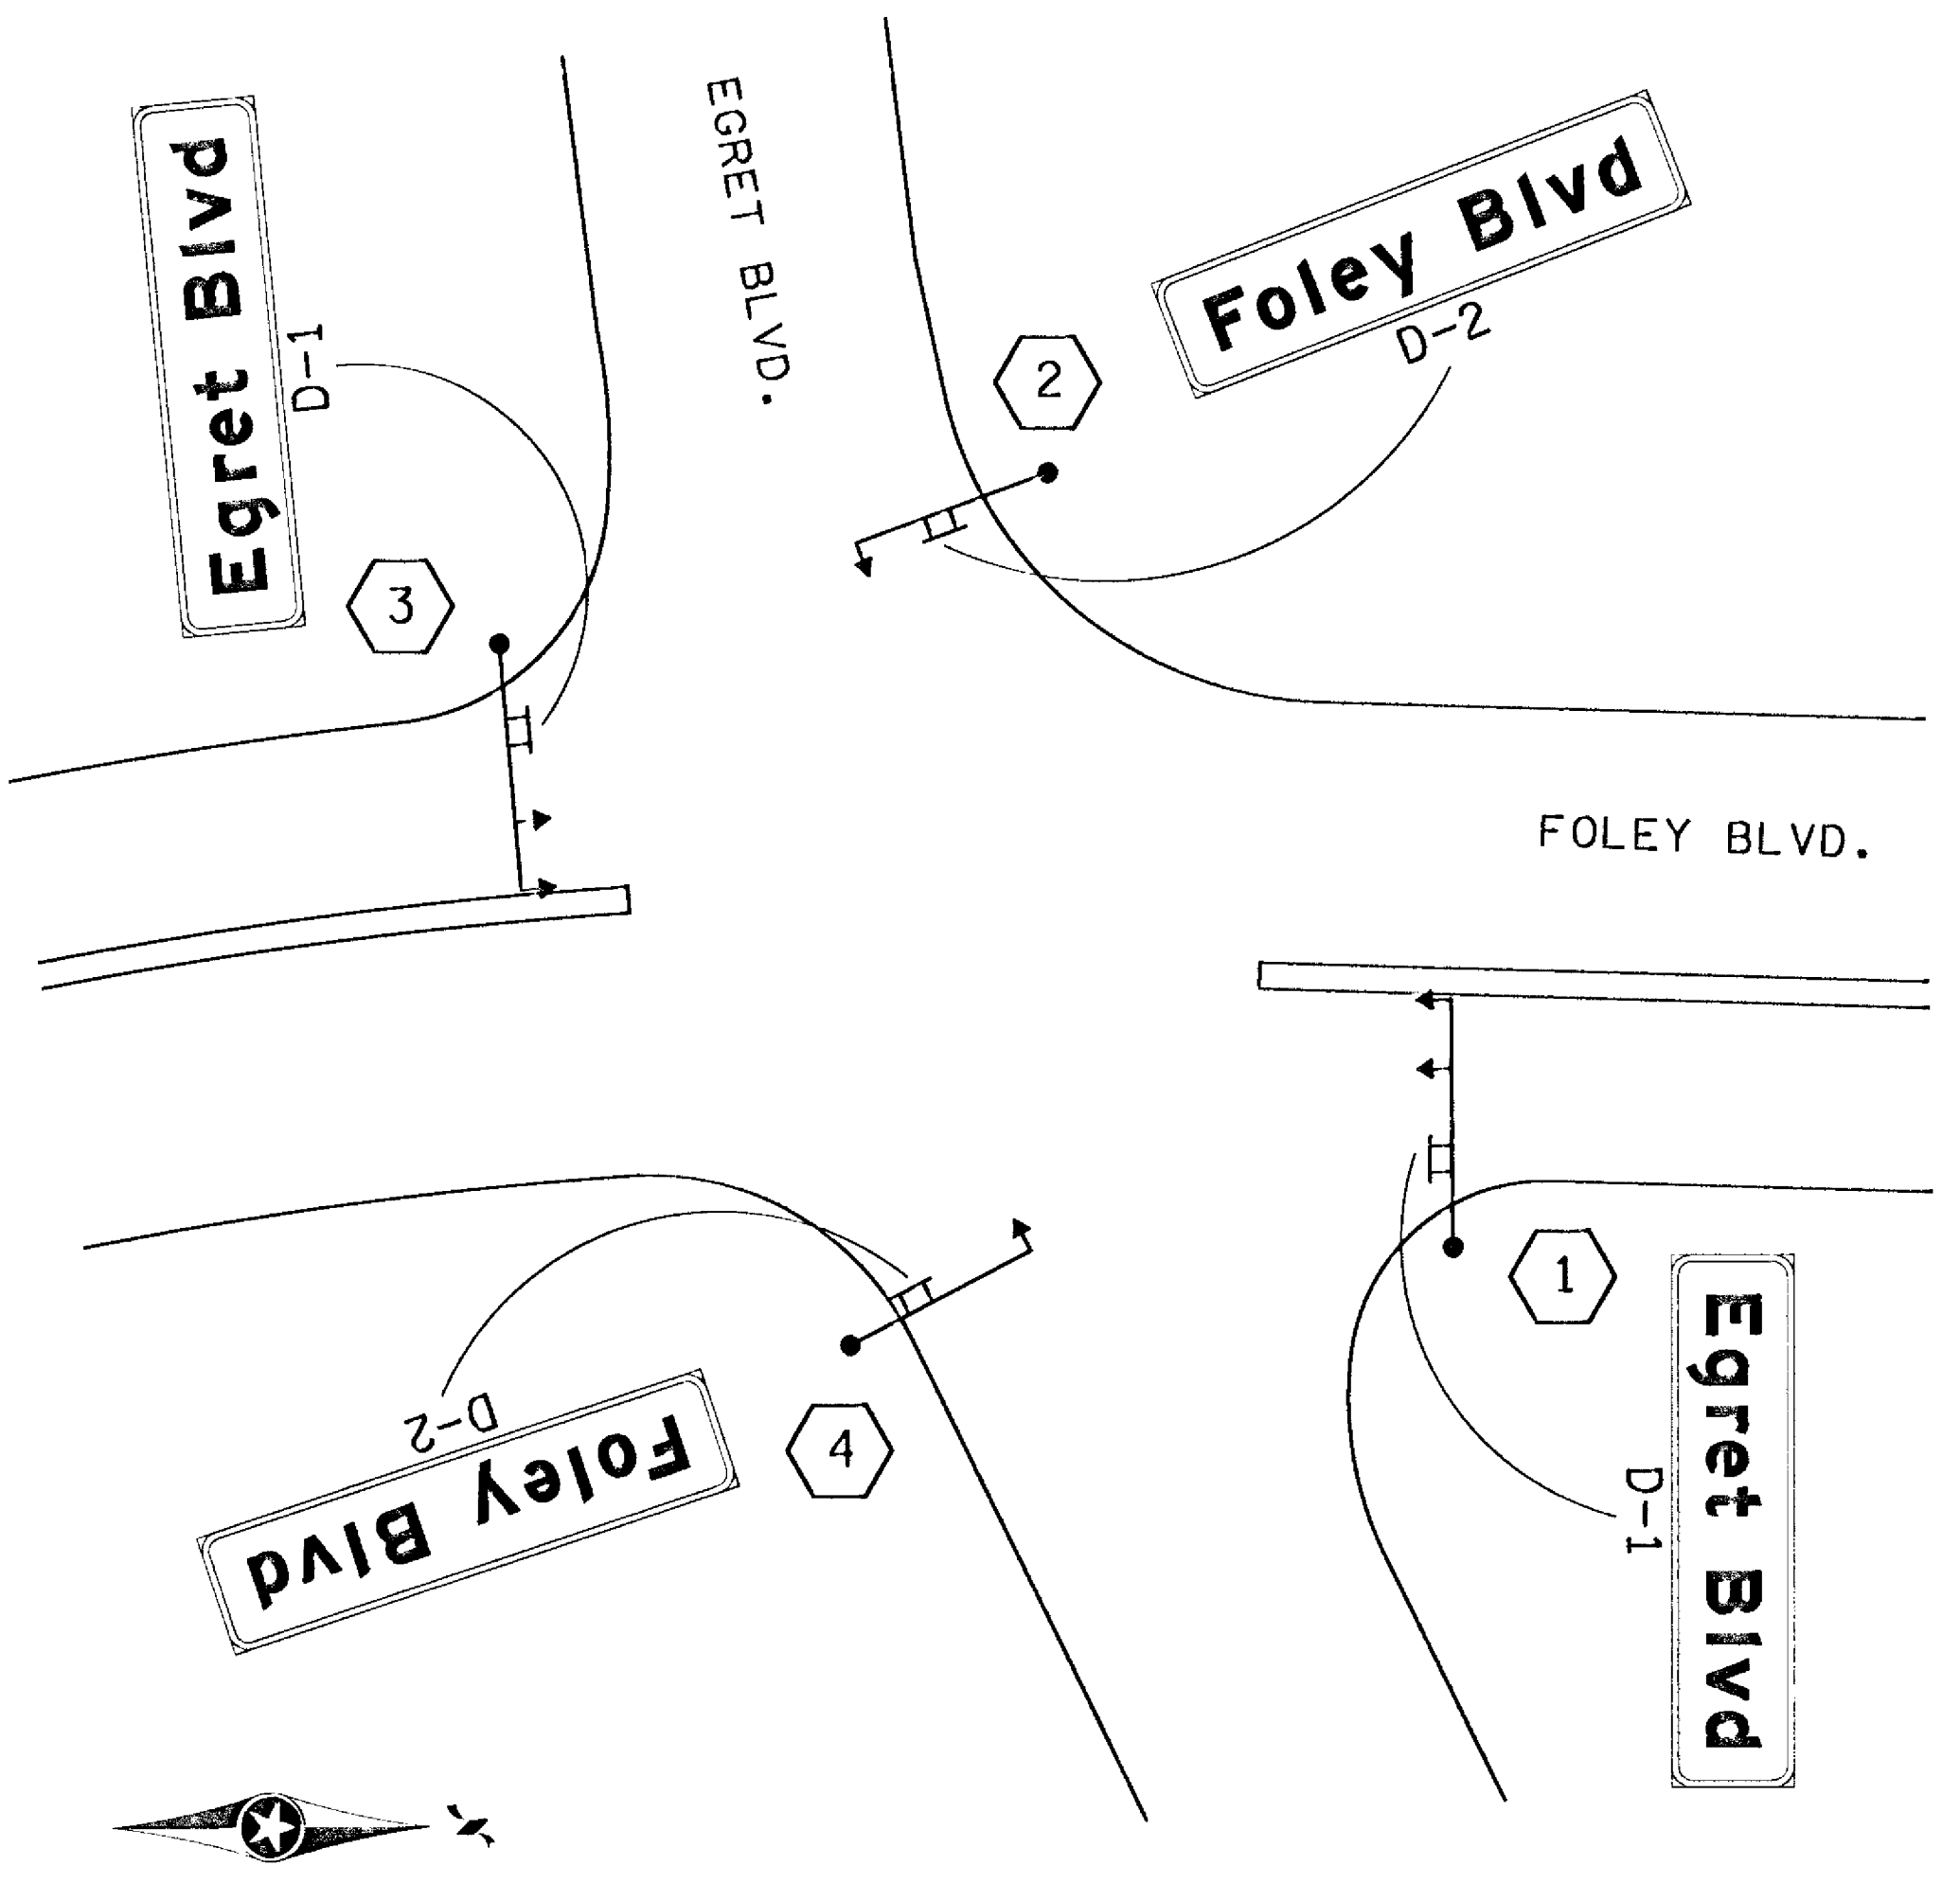 EGRET BLVD.
Egret Blvd
D-1
Foley Blvd
D-2
2
3
FOLEY BLVD.
1
Egret Blvd
D-1
4
D-2
Foley Blvd
N